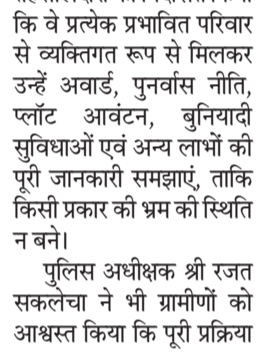 कि वे प्रत्येक प्रभावित परिवार
से व्यक्तिगत रूप से मिलकर
उन्हें अवार्ड, पुनर्वास नीति,
प्लॉट आवंटन, बुनियादी
सुविधाओं एवं अन्य लाभों की
पूरी जानकारी समझाएं, ताकि
किसी प्रकार की भ्रम की स्थिति
न बने।
पुलिस अधीक्षक श्री रजत
सकलेचा ने भी ग्रामीणों को
आश्वस्त किया कि पूरी प्रक्रिया